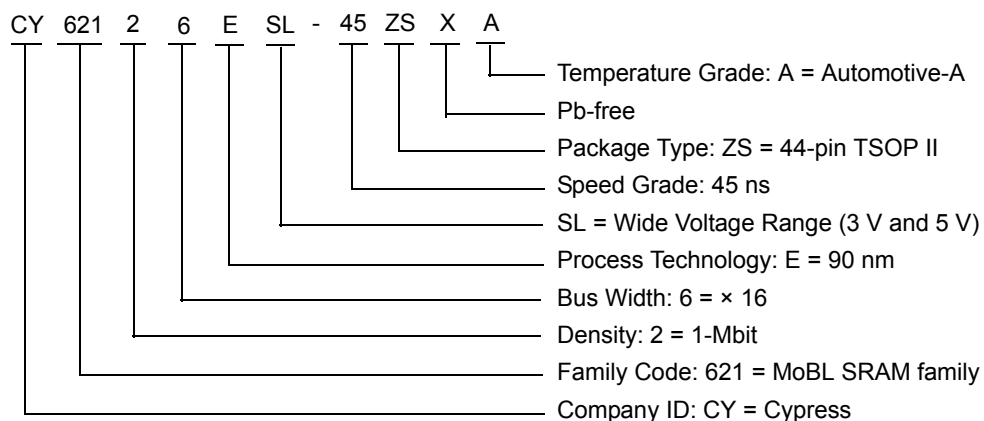 CY 621 2 6 E SL - 45 ZS X A
Temperature Grade: A = Automotive-A
Pb-free
Package Type: ZS = 44-pin TSOP II
Speed Grade: 45 ns
SL = Wide Voltage Range (3 V and 5 V)
Process Technology: E = 90 nm
Bus Width: 6 = × 16
Density: 2 = 1-Mbit
Family Code: 621 = MoBL SRAM family
Company ID: CY = Cypress